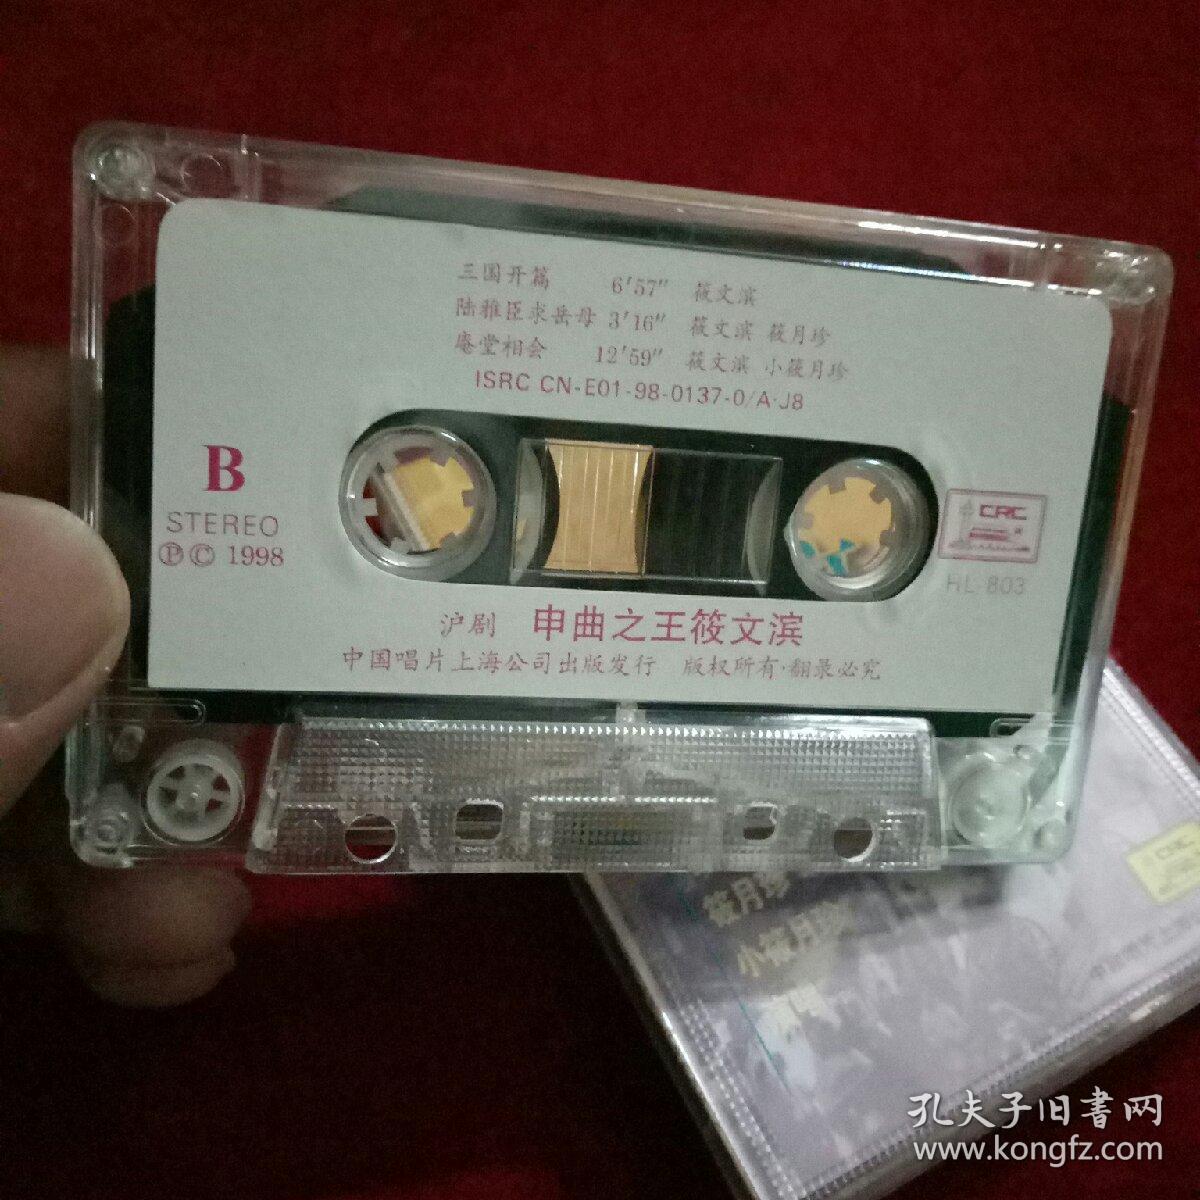 三国开篇 6'57" 筱文滨
陆雅臣求岳母 3'16" 筱文滨 筱月珍
庵堂相会 12'59" 筱文滨 小筱月珍
ISRC CN-E01-98-0137-0/A·J8
B
STEREO
Ⓟ © 1998
CRC
HL-803
沪剧 申曲之王筱文滨
中国唱片上海公司出版发行 版权所有·翻录必究
筱月珍
小筱月珍
演唱
CRC
孔夫子旧書网
www.kongfz.com